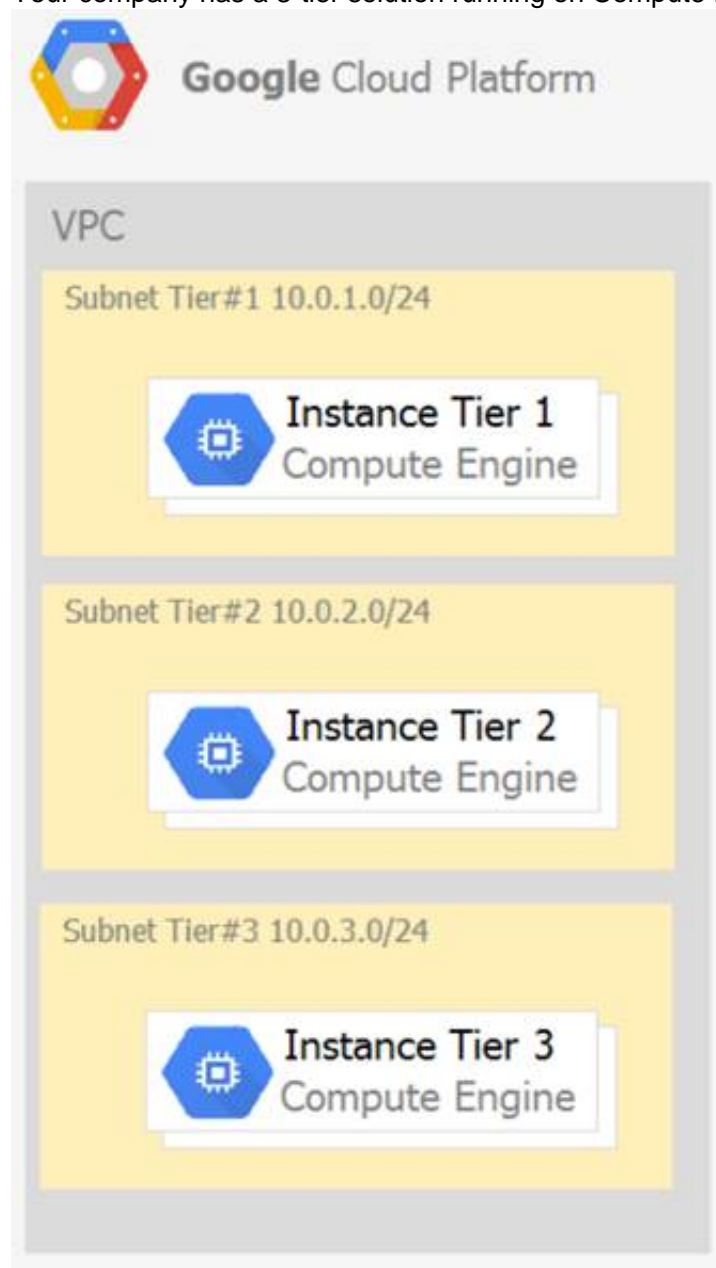 Google Cloud Platform
VPC
Subnet Tier#1 10.0.1.0/24
Instance Tier 1
Compute Engine
Subnet Tier#2 10.0.2.0/24
Instance Tier 2
Compute Engine
Subnet Tier#3 10.0.3.0/24
Instance Tier 3
Compute Engine